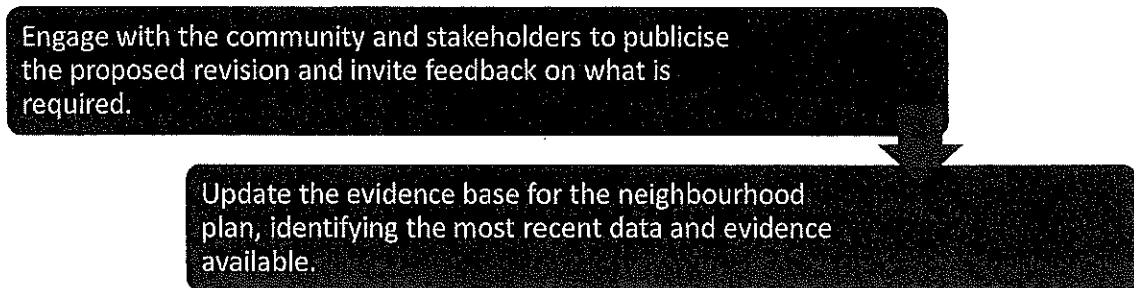 Engage with the community and stakeholders to publicise
the proposed revision and invite feedback on what is
required.
Update the evidence base for the neighbourhood
plan, identifying the most recent data and evidence
available.